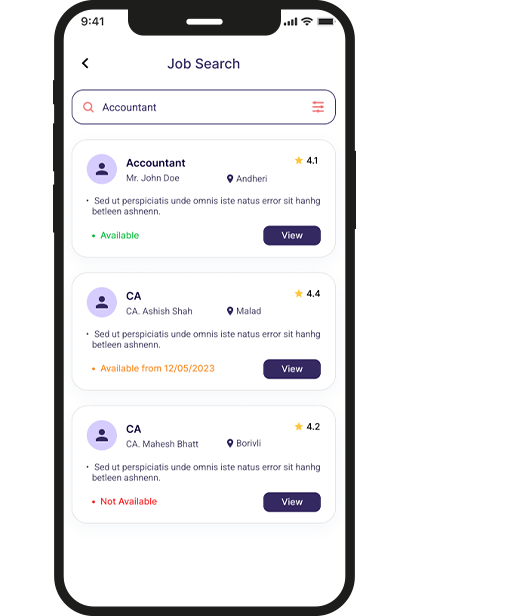 9:41
Job Search
Accountant
Accountant
4.1
Mr. John Doe
Andheri
• Sed ut perspiciatis unde omnis iste natus error sit hanhg
betleen ashnenn.
• Available
View
CA
4.4
CA. Ashish Shah
Malad
• Sed ut perspiciatis unde omnis iste natus error sit hanhg
betleen ashnenn.
• Available from 12/05/2023
View
CA
4.2
CA. Mahesh Bhatt
Borivli
• Sed ut perspiciatis unde omnis iste natus error sit hanhg
betleen ashnenn.
• Not Available
View